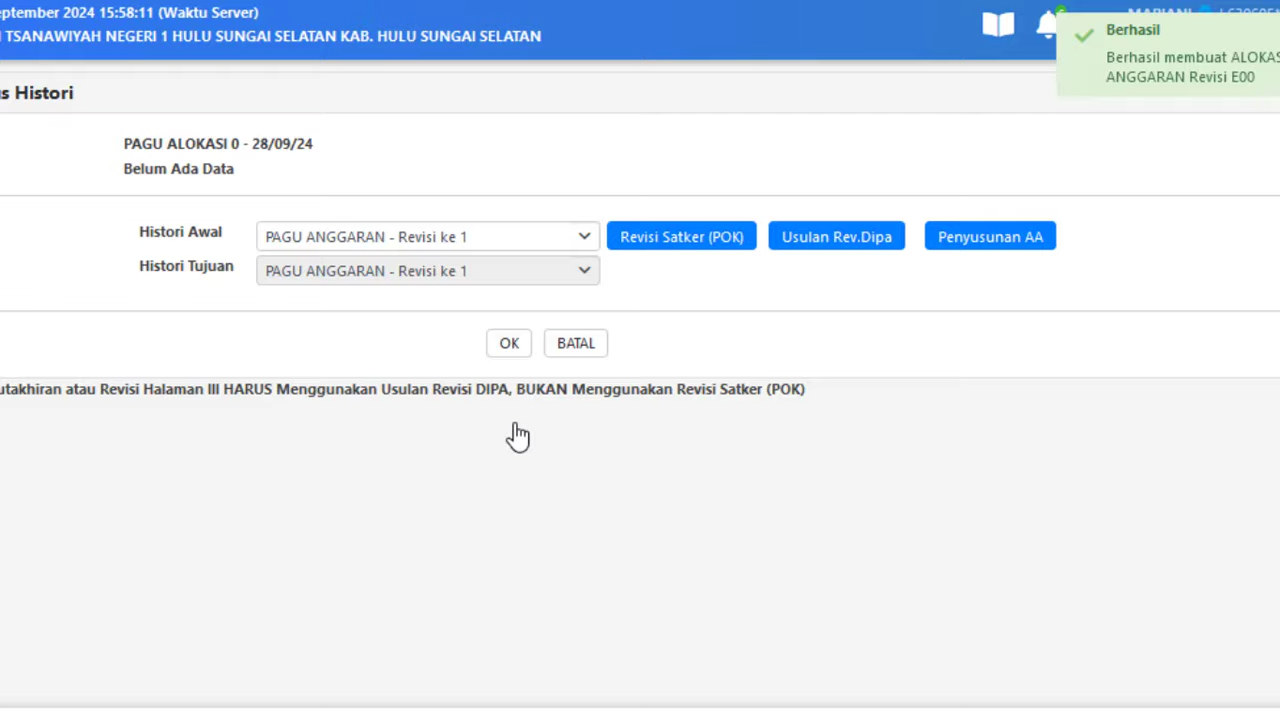 eptember 2024 15:58:11 (Waktu Server)
TSANAWIYAH NEGERI 1 HULU SUNGAI SELATAN KAB. HULU SUNGAI SELATAN
MARIANI
Berhasil
Berhasil membuat ALOKAS
ANGGARAN Revisi E00
s Histori
PAGU ALOKASI 0 - 28/09/24
Belum Ada Data
Histori Awal
PAGU ANGGARAN - Revisi ke 1
Revisi Satker (POK)
Usulan Rev.Dipa
Penyusunan AA
Histori Tujuan
PAGU ANGGARAN - Revisi ke 1
OK
BATAL
utakhiran atau Revisi Halaman III HARUS Menggunakan Usulan Revisi DIPA, BUKAN Menggunakan Revisi Satker (POK)